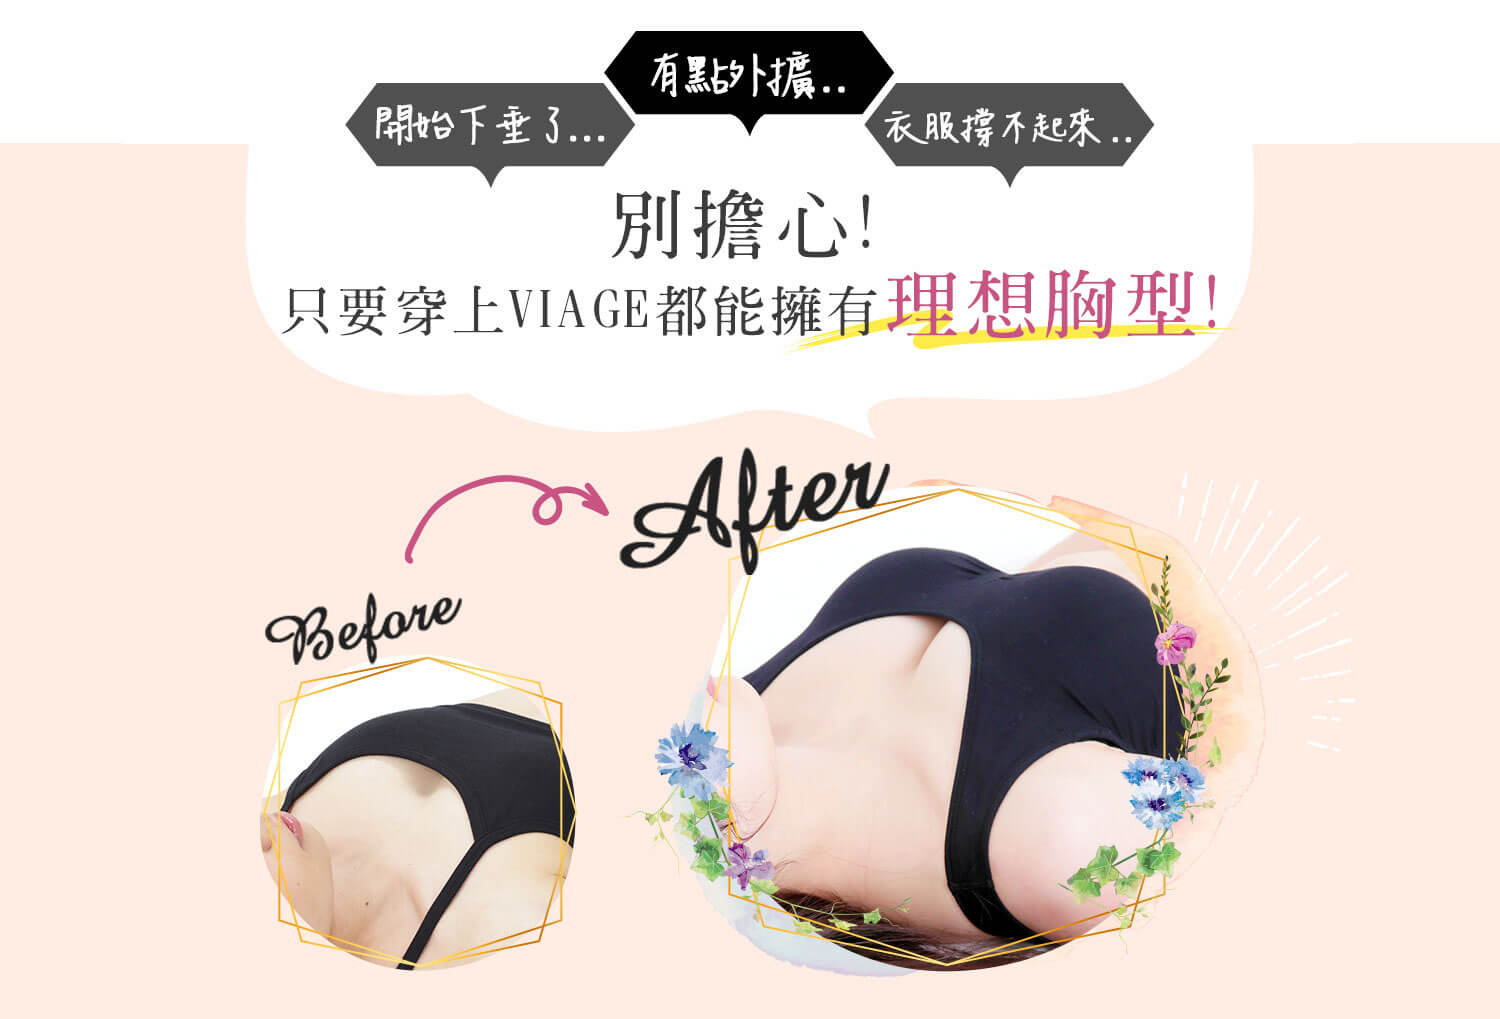 有點外擴..
開始下垂了...
衣服撐不起來..
別擔心!
只要穿上VIAGE都能擁有理想胸型!
After
Before